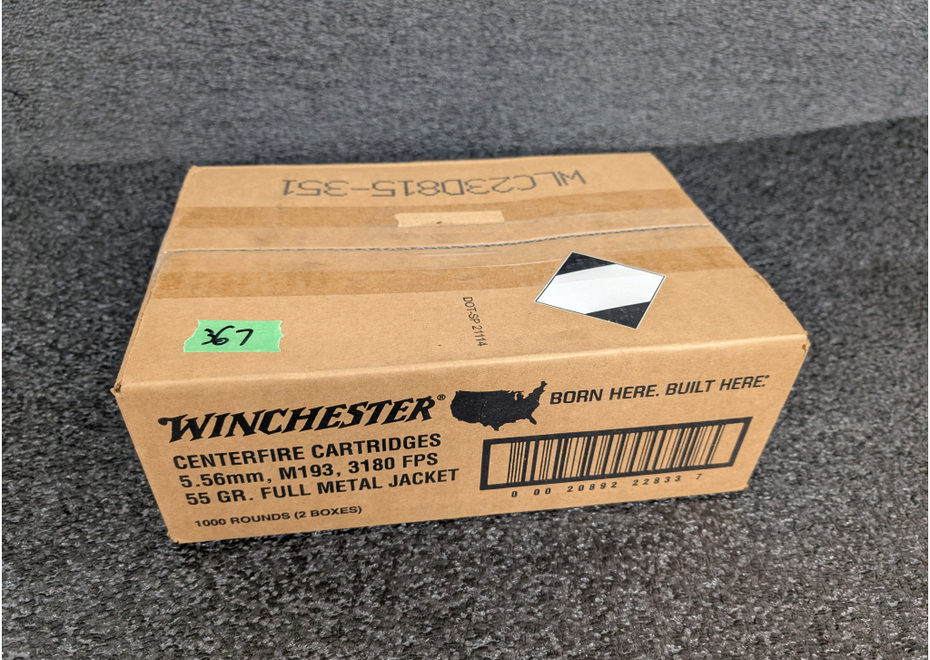 WLC23D815-351
DOT-SP 21114
367
WINCHESTER®
CENTERFIRE CARTRIDGES
5.56mm, M193, 3180 FPS
55 GR. FULL METAL JACKET
1000 ROUNDS (2 BOXES)
BORN HERE. BUILT HERE.™
0 00 20892 22833 7